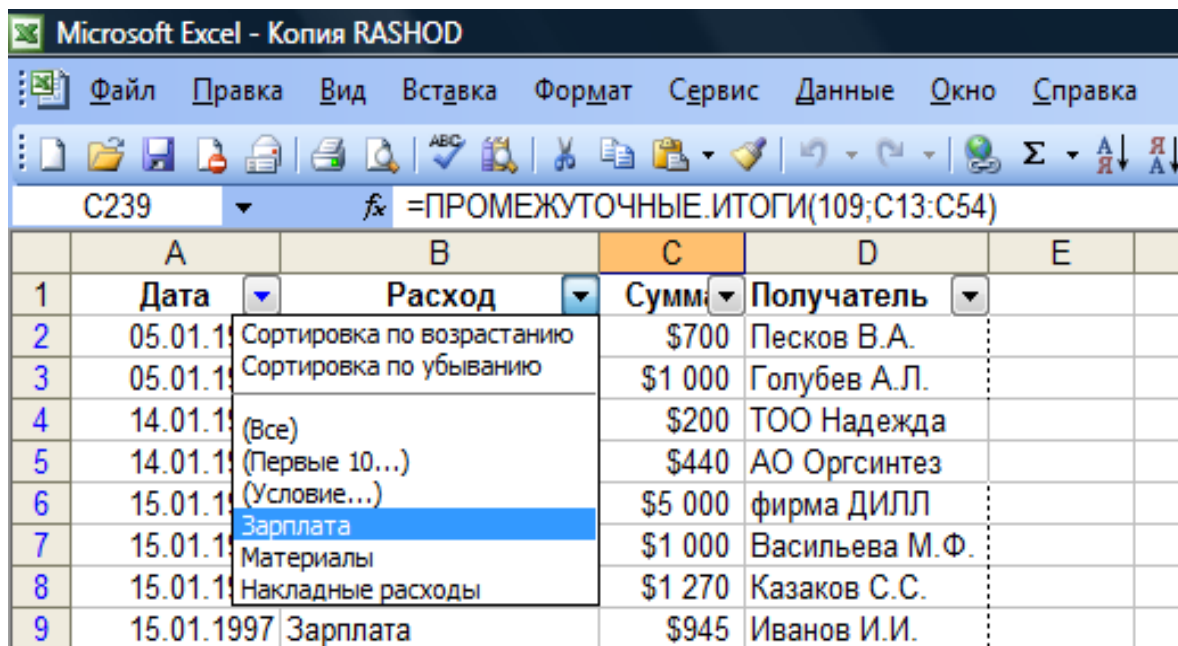 Microsoft Excel - Копия RASHOD
Файл Правка Вид Вставка Формат Сервис Данные Окно Справка
ABC Σ А Я Я А
C239 fx =ПРОМЕЖУТОЧНЫЕ.ИТОГИ(109;C13:C54)
A B C D E
1 Дата Расход Сумма Получатель
2 05.01.1 $700 Песков В.А.
Сортировка по возрастанию
3 05.01.1 $1 000 Голубев А.Л.
Сортировка по убыванию
4 14.01.1 $200 ТОО Надежда
(Все)
5 14.01.1 $440 АО Оргсинтез
(Первые 10...)
6 15.01.1 $5 000 фирма ДИЛЛ
(Условие...)
Зарплата
7 15.01.1 $1 000 Васильева М.Ф.
Материалы
8 15.01.1 $1 270 Казаков С.С.
Накладные расходы
9 15.01.1997 Зарплата $945 Иванов И.И.